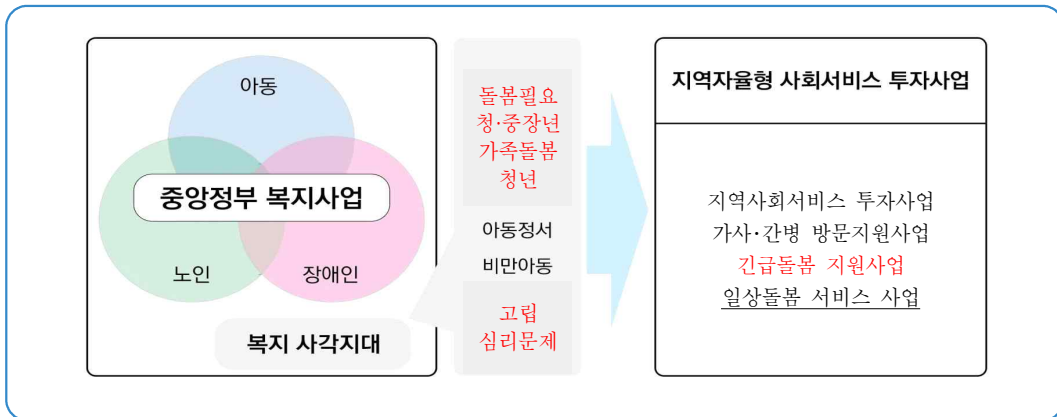 아동
중앙정부 복지사업
노인
장애인
복지 사각지대
돌봄필요
청·중장년
가족돌봄
청년
아동정서
비만아동
고립
심리문제
지역자율형 사회서비스 투자사업
지역사회서비스 투자사업
가사·간병 방문지원사업
긴급돌봄 지원사업
일상돌봄 서비스 사업